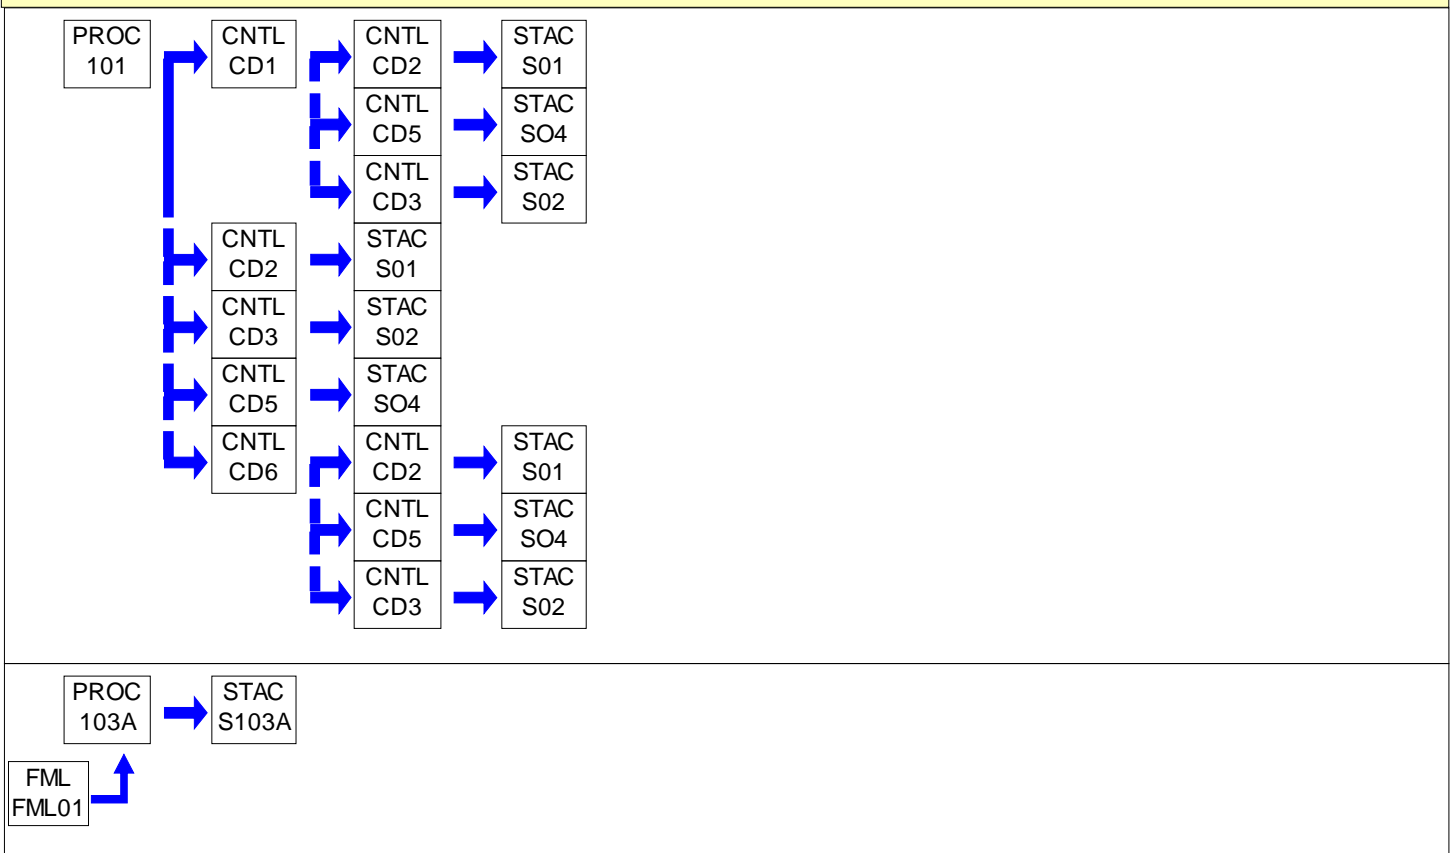 PROC
101
CNTL
CD1
CNTL
CD2
STAC
S01
CNTL
CD5
STAC
SO4
CNTL
CD3
STAC
S02
CNTL
CD2
STAC
S01
CNTL
CD3
STAC
S02
CNTL
CD5
STAC
SO4
CNTL
CD6
CNTL
CD2
STAC
S01
CNTL
CD5
STAC
SO4
CNTL
CD3
STAC
S02
PROC
103A
STAC
S103A
FML
FML01